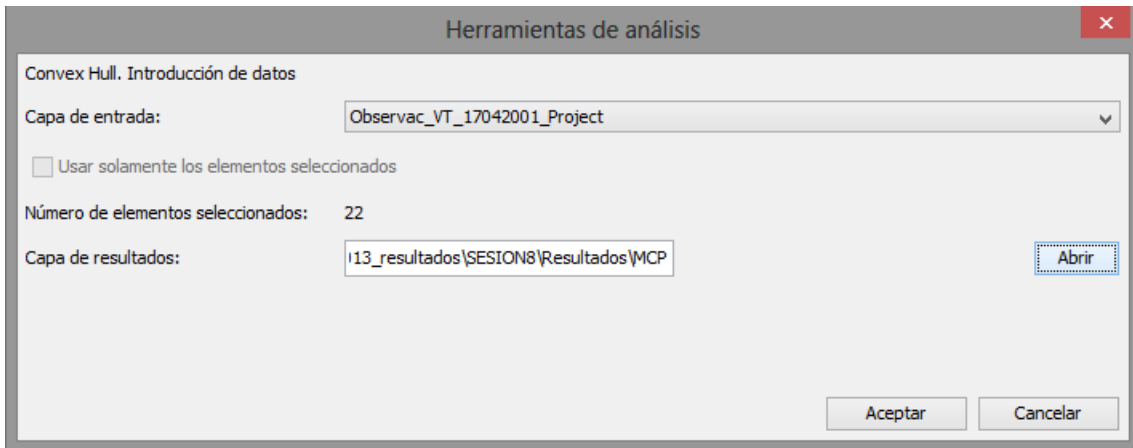 Herramientas de análisis
Convex Hull. Introducción de datos
Capa de entrada: Observac_VT_17042001_Project
Usar solamente los elementos seleccionados
Número de elementos seleccionados: 22
Capa de resultados: 13_resultados\SESION8\Resultados\MCP Abrir
Aceptar Cancelar